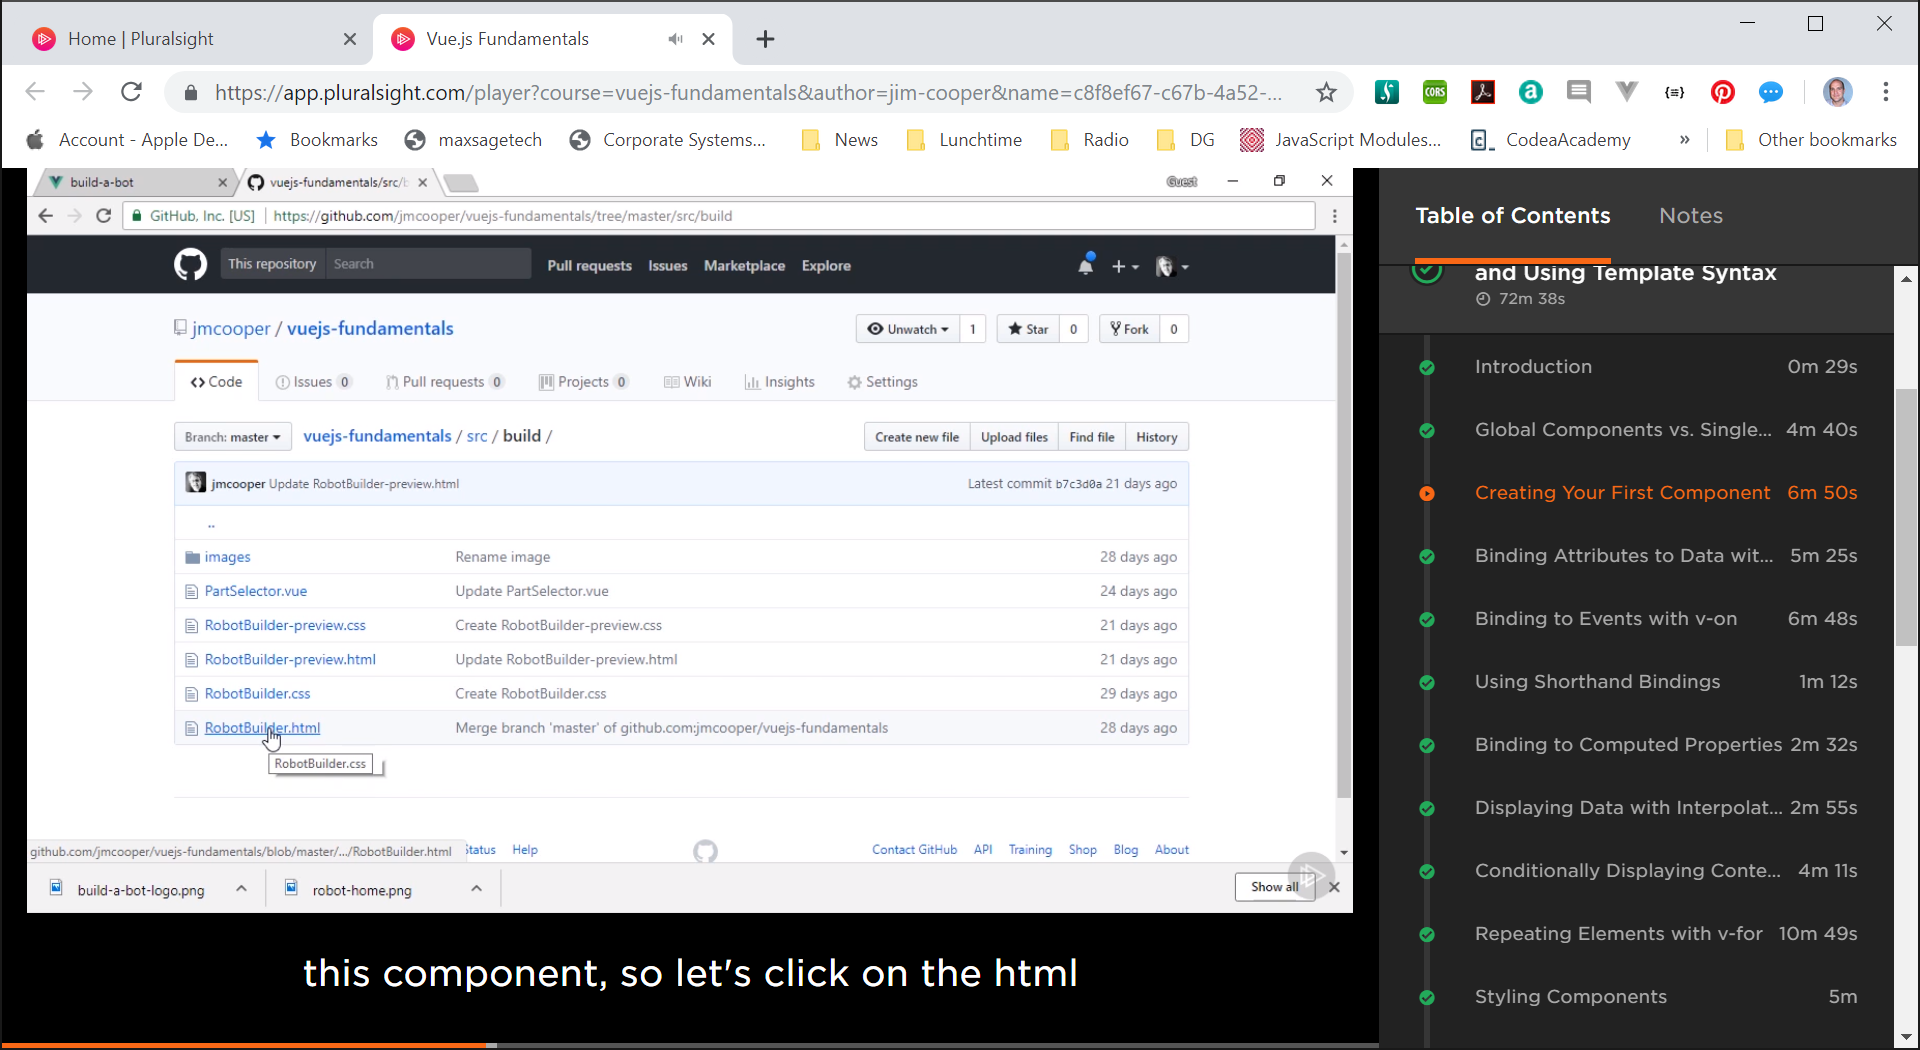 Home | Pluralsight
Vue.js Fundamentals
https://app.pluralsight.com/player?course=vuejs-fundamentals&author=jim-cooper&name=c8f8ef67-c67b-4a52-...
CORS
Account - Apple De...
Bookmarks
maxsagetech
Corporate Systems...
News
Lunchtime
Radio
DG
JavaScript Modules...
CodeaAcademy
»
Other bookmarks
build-a-bot
vuejs-fundamentals/src/b
Guest
GitHub, Inc. [US]
https://github.com/jmcooper/vuejs-fundamentals/tree/master/src/build
This repository
Search
Pull requests
Issues
Marketplace
Explore
jmcooper / vuejs-fundamentals
Unwatch 1
Star 0
Fork 0
<> Code
Issues 0
Pull requests 0
Projects 0
Wiki
Insights
Settings
Branch: master
vuejs-fundamentals / src / build /
Create new file
Upload files
Find file
History
jmcooper Update RobotBuilder-preview.html
Latest commit b7c3d0a 21 days ago
..
images Rename image 28 days ago
PartSelector.vue Update PartSelector.vue 24 days ago
RobotBuilder-preview.css Create RobotBuilder-preview.css 21 days ago
RobotBuilder-preview.html Update RobotBuilder-preview.html 21 days ago
RobotBuilder.css Create RobotBuilder.css 29 days ago
RobotBuilder.html Merge branch 'master' of github.com:jmcooper/vuejs-fundamentals 28 days ago
RobotBuilder.css
github.com/jmcooper/vuejs-fundamentals/blob/master/.../RobotBuilder.html
Status
Help
Contact GitHub
API
Training
Shop
Blog
About
build-a-bot-logo.png
robot-home.png
Show all
this component, so let's click on the html
Table of Contents
Notes
and Using Template Syntax
72m 38s
Introduction 0m 29s
Global Components vs. Single... 4m 40s
Creating Your First Component 6m 50s
Binding Attributes to Data wit... 5m 25s
Binding to Events with v-on 6m 48s
Using Shorthand Bindings 1m 12s
Binding to Computed Properties 2m 32s
Displaying Data with Interpolat... 2m 55s
Conditionally Displaying Conte... 4m 11s
Repeating Elements with v-for 10m 49s
Styling Components 5m